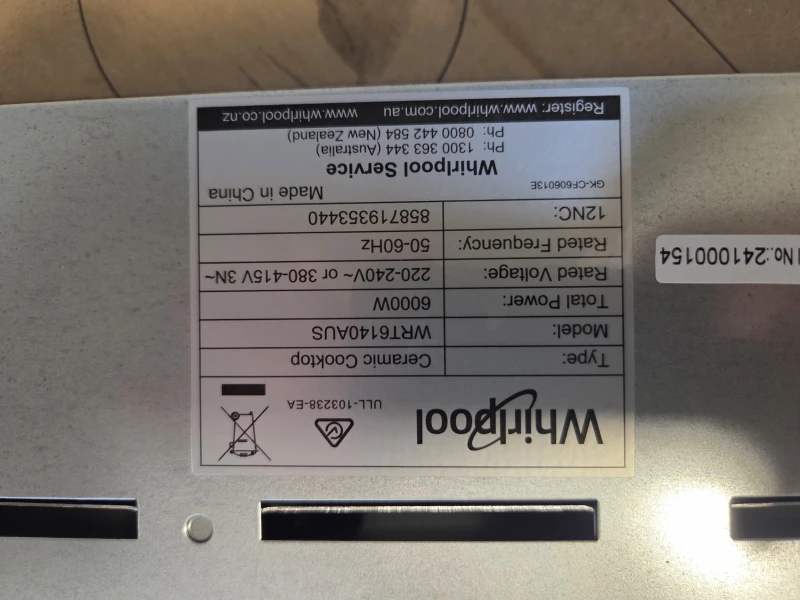 Whirlpool
ULL-103238-EA
Type: Ceramic Cooktop
Model: WRT6140AUS
Total Power: 6000W
Rated Voltage: 220-240V~ or 380-415V 3N~
Rated Frequency: 50-60Hz
12NC: 858719353440
GK-CF606013E Made in China
Whirlpool Service
Ph: 1300 363 344 (Australia)
Ph: 0800 442 584 (New Zealand)
Register: www.whirlpool.com.au www.whirlpool.co.nz
No.:241000154